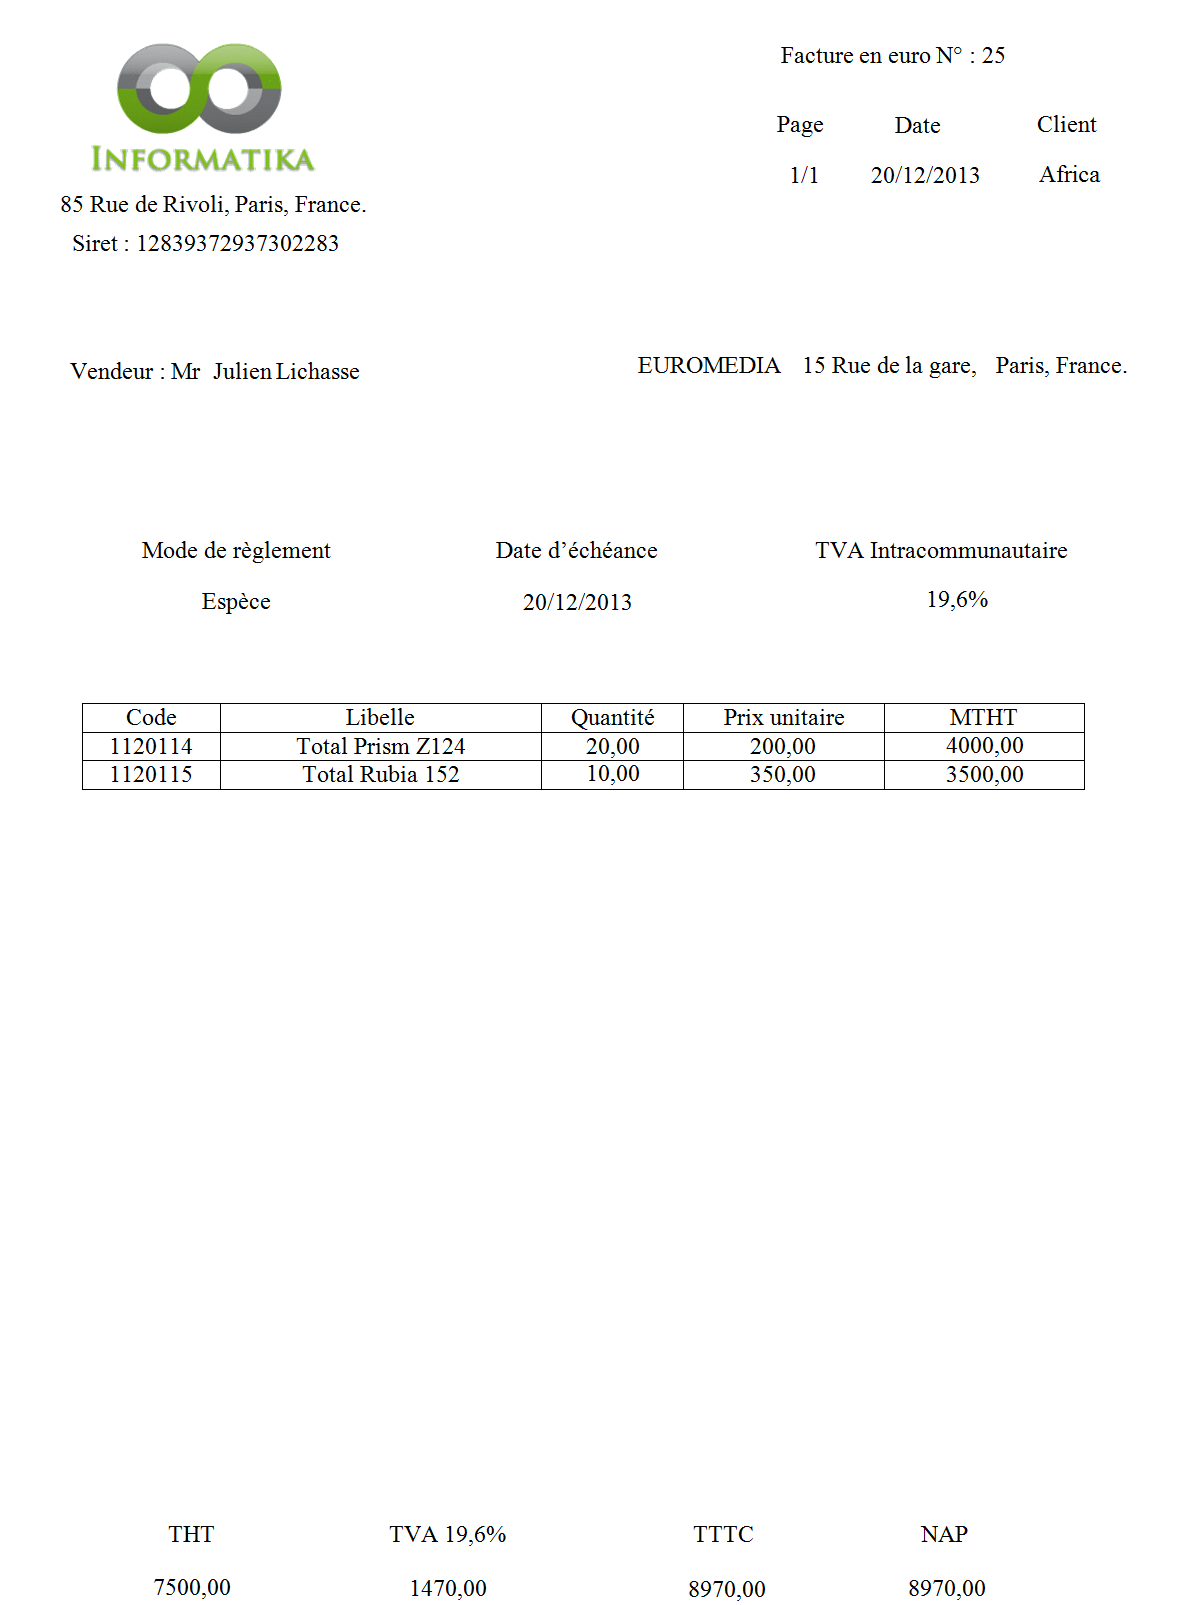 Facture en euro N° : 25
Page Date Client
1/1 20/12/2013 Africa
INFORMATIKA
85 Rue de Rivoli, Paris, France.
Siret : 12839372937302283
Vendeur : Mr Julien Lichasse
EUROMEDIA 15 Rue de la gare, Paris, France.
Mode de règlement Date d’échéance TVA Intracommunautaire
Espèce 20/12/2013 19,6%
Code Libelle Quantité Prix unitaire MTHT
1120114 Total Prism Z124 20,00 200,00 4000,00
1120115 Total Rubia 152 10,00 350,00 3500,00
THT TVA 19,6% TTTC NAP
7500,00 1470,00 8970,00 8970,00